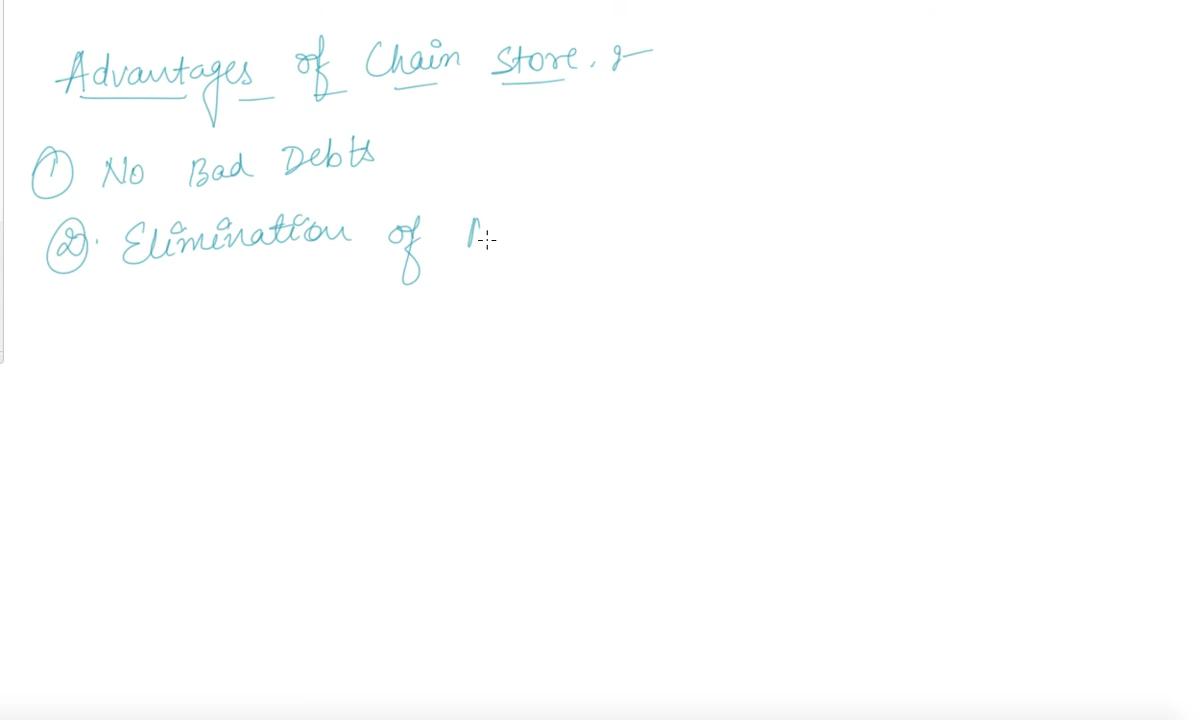 Advantages of Chain Store :-
① No Bad Debts
②. Elimination of